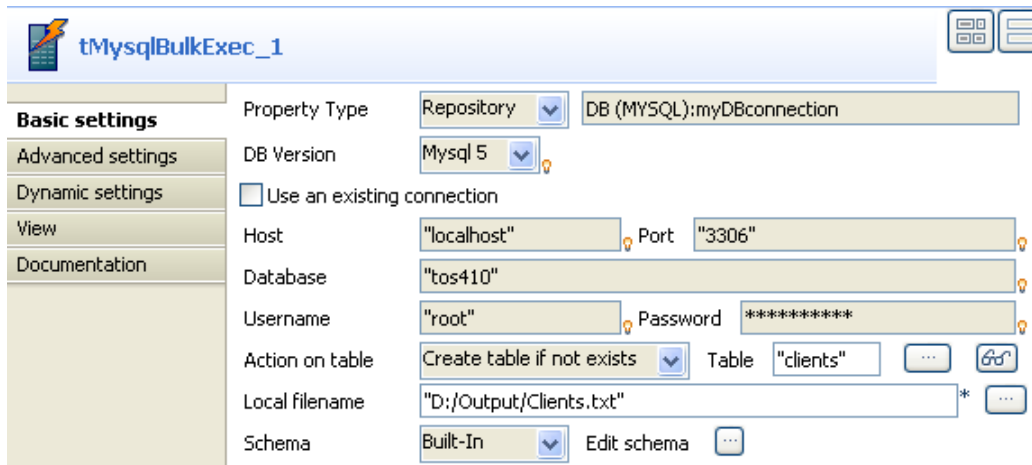 tMysqlBulkExec_1
Basic settings
Advanced settings
Dynamic settings
View
Documentation
Property Type Repository DB (MYSQL):myDBconnection
DB Version Mysql 5
Use an existing connection
Host "localhost" Port "3306"
Database "tos410"
Username "root" Password **********
Action on table Create table if not exists Table "clients" ...
Local filename "D:/Output/Clients.txt" * ...
Schema Built-In Edit schema ...